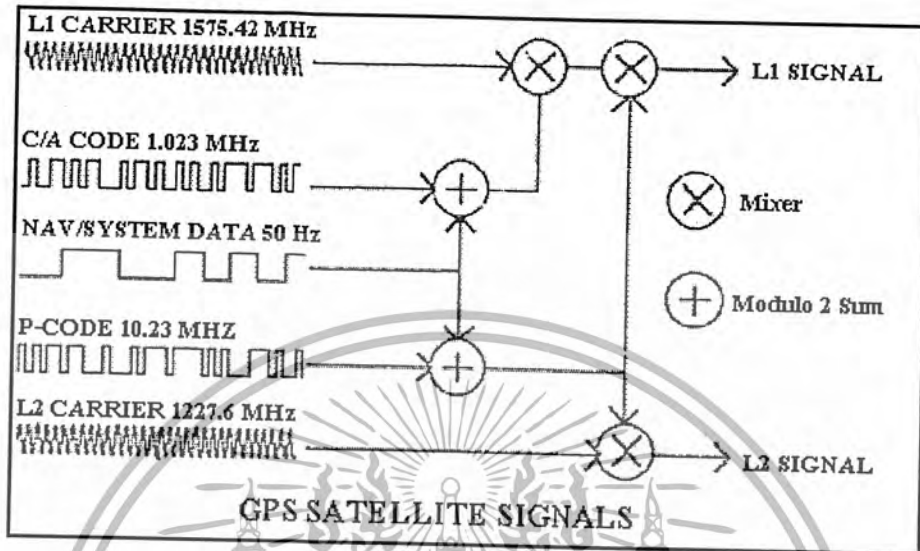 L1 CARRIER 1575.42 MHz
L1 SIGNAL
C/A CODE 1.023 MHz
Mixer
NAV/SYSTEM DATA 50 Hz
Modulo 2 Sum
P-CODE 10.23 MHZ
L2 CARRIER 1227.6 MHz
L2 SIGNAL
GPS SATELLITE SIGNALS